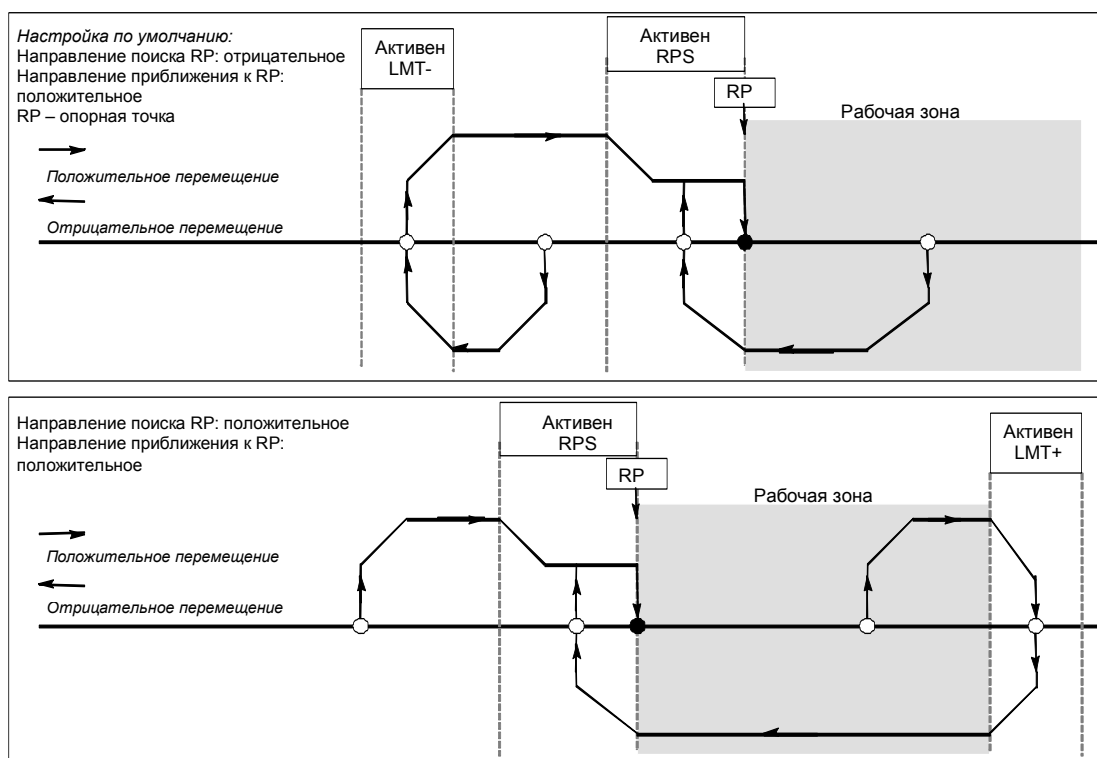 Настройка по умолчанию:
Направление поиска RP: отрицательное
Направление приближения к RP:
положительное
RP – опорная точка
Положительное перемещение
Отрицательное перемещение
Активен
LMT-
Активен
RPS
RP
Рабочая зона
Направление поиска RP: положительное
Направление приближения к RP:
положительное
Положительное перемещение
Отрицательное перемещение
Активен
RPS
RP
Рабочая зона
Активен
LMT+